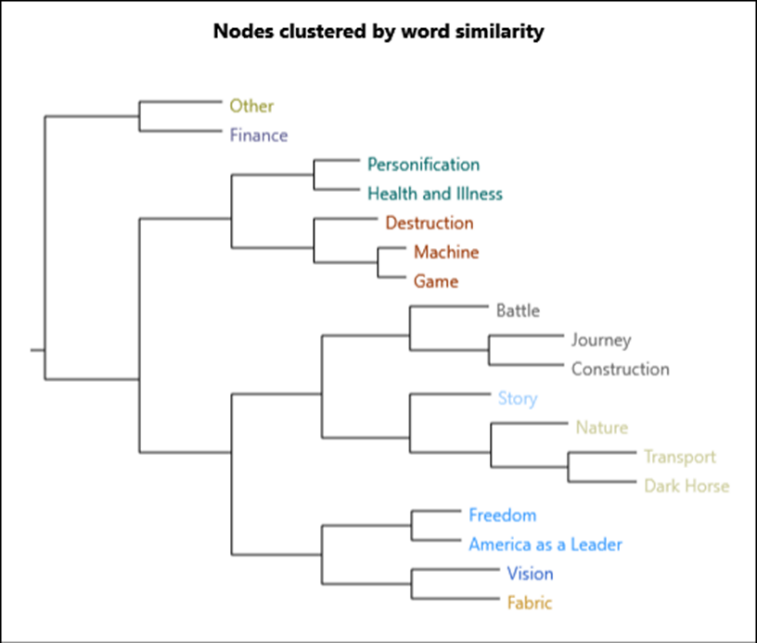 Nodes clustered by word similarity
Other
Finance
Personification
Health and Illness
Destruction
Machine
Game
Battle
Journey
Construction
Story
Nature
Transport
Dark Horse
Freedom
America as a Leader
Vision
Fabric